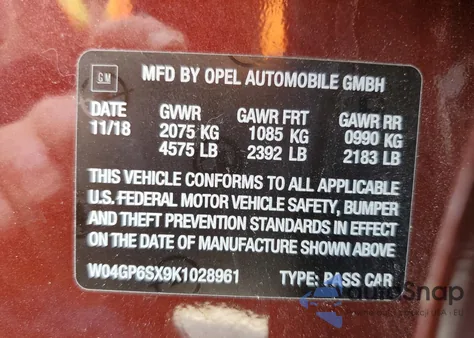 GM
MFD BY OPEL AUTOMOBILE GMBH
DATE GVWR GAWR FRT GAWR RR
11/18 2075 KG 1085 KG 0990 KG
4575 LB 2392 LB 2183 LB
THIS VEHICLE CONFORMS TO ALL APPLICABLE
U.S. FEDERAL MOTOR VEHICLE SAFETY, BUMPER
AND THEFT PREVENTION STANDARDS IN EFFECT
ON THE DATE OF MANUFACTURE SHOWN ABOVE
W04GP6SX9K1028961 TYPE: PASS CAR
autoSnap